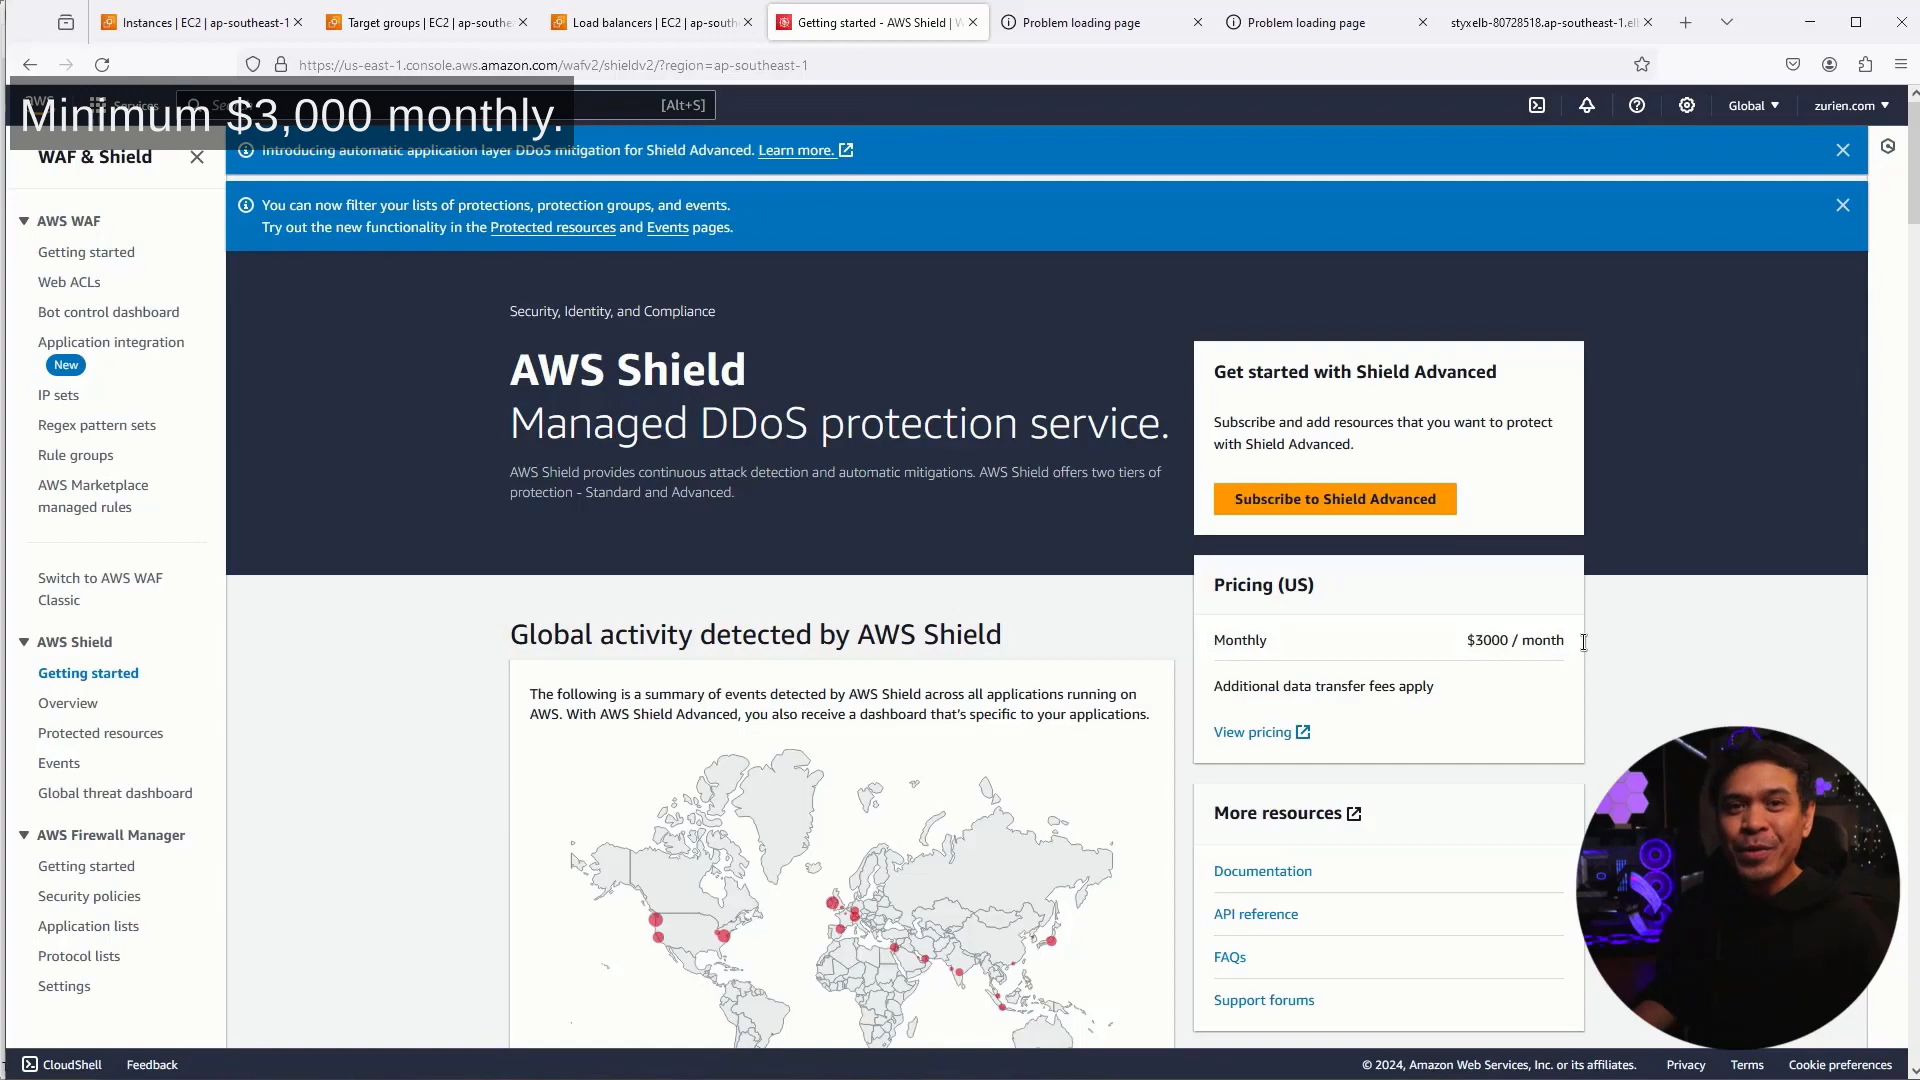 Instances | EC2 | ap-southeast-1
Target groups | EC2 | ap-southe
Load balancers | EC2 | ap-south
Getting started - AWS Shield | W
Problem loading page
Problem loading page
styxelb-80728518.ap-southeast-1.el
https://us-east-1.console.aws.amazon.com/wafv2/shieldv2/?region=ap-southeast-1
aws
Services
Minimum $3,000 monthly.
[Alt+S]
Global
zurien.com
WAF & Shield
AWS WAF
Getting started
Web ACLs
Bot control dashboard
Application integration
New
IP sets
Regex pattern sets
Rule groups
AWS Marketplace
managed rules
Switch to AWS WAF
Classic
AWS Shield
Getting started
Overview
Protected resources
Events
Global threat dashboard
AWS Firewall Manager
Getting started
Security policies
Application lists
Protocol lists
Settings
Introducing automatic application layer DDoS mitigation for Shield Advanced. Learn more.
You can now filter your lists of protections, protection groups, and events.
Try out the new functionality in the Protected resources and Events pages.
Security, Identity, and Compliance
AWS Shield
Managed DDoS protection service.
AWS Shield provides continuous attack detection and automatic mitigations. AWS Shield offers two tiers of
protection - Standard and Advanced.
Get started with Shield Advanced
Subscribe and add resources that you want to protect
with Shield Advanced.
Subscribe to Shield Advanced
Pricing (US)
Monthly $3000 / month
Additional data transfer fees apply
View pricing
Global activity detected by AWS Shield
The following is a summary of events detected by AWS Shield across all applications running on
AWS. With AWS Shield Advanced, you also receive a dashboard that's specific to your applications.
More resources
Documentation
API reference
FAQs
Support forums
CloudShell
Feedback
© 2024, Amazon Web Services, Inc. or its affiliates.
Privacy
Terms
Cookie preferences